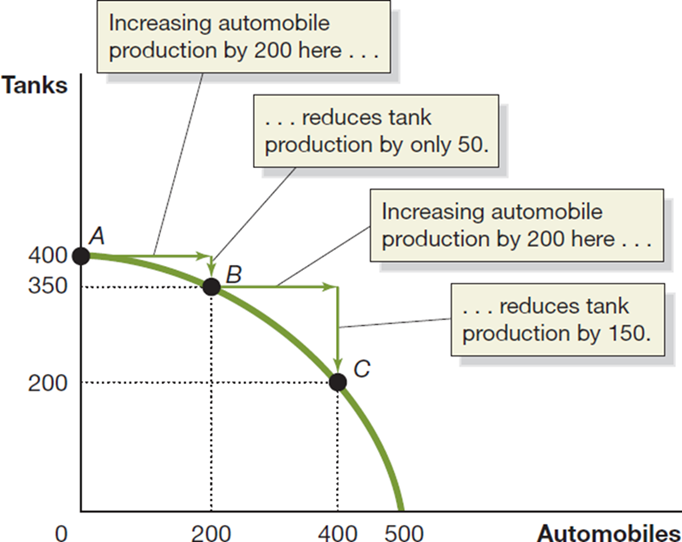 Increasing automobile
production by 200 here . . .
Tanks
. . . reduces tank
production by only 50.
Increasing automobile
production by 200 here . . .
A
400
B
350
. . . reduces tank
production by 150.
C
200
0 200 400 500 Automobiles